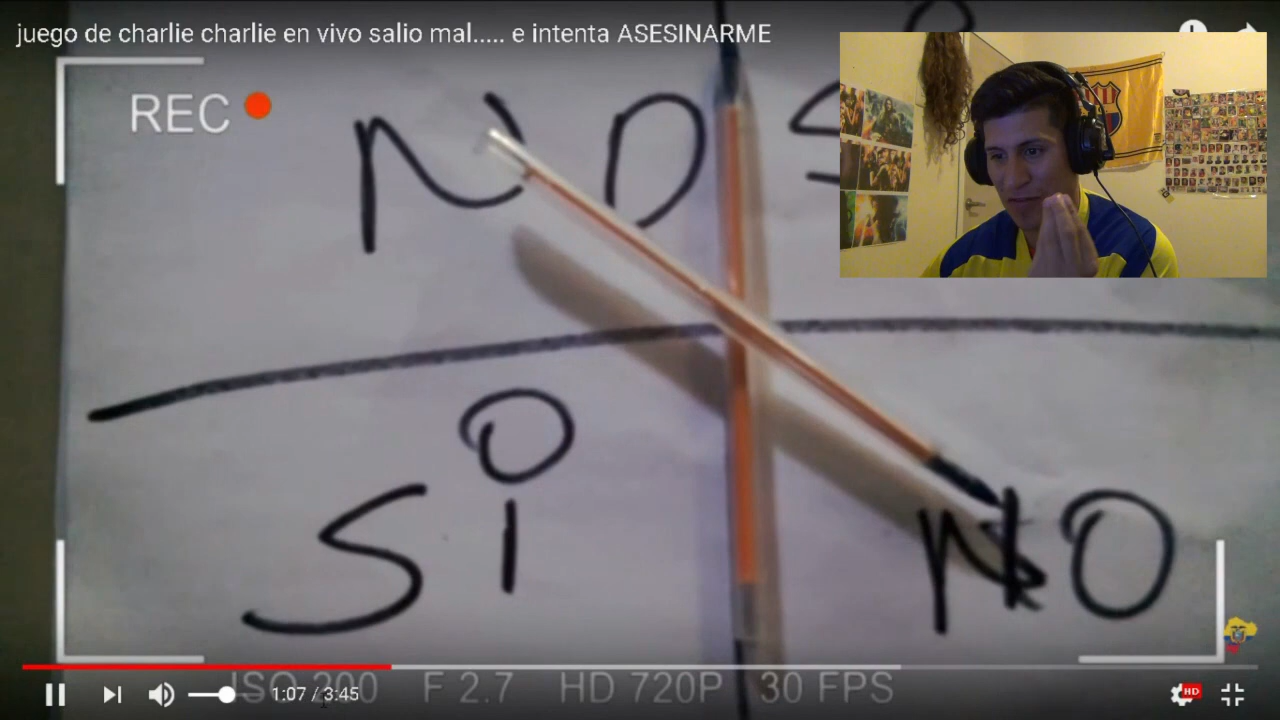 juego de charlie charlie en vivo salio mal..... e intenta ASESINARME
REC
NO S
Si NO
ISO 200 F 2.7 HD 720P 30 FPS
1:07 / 3:45
HD